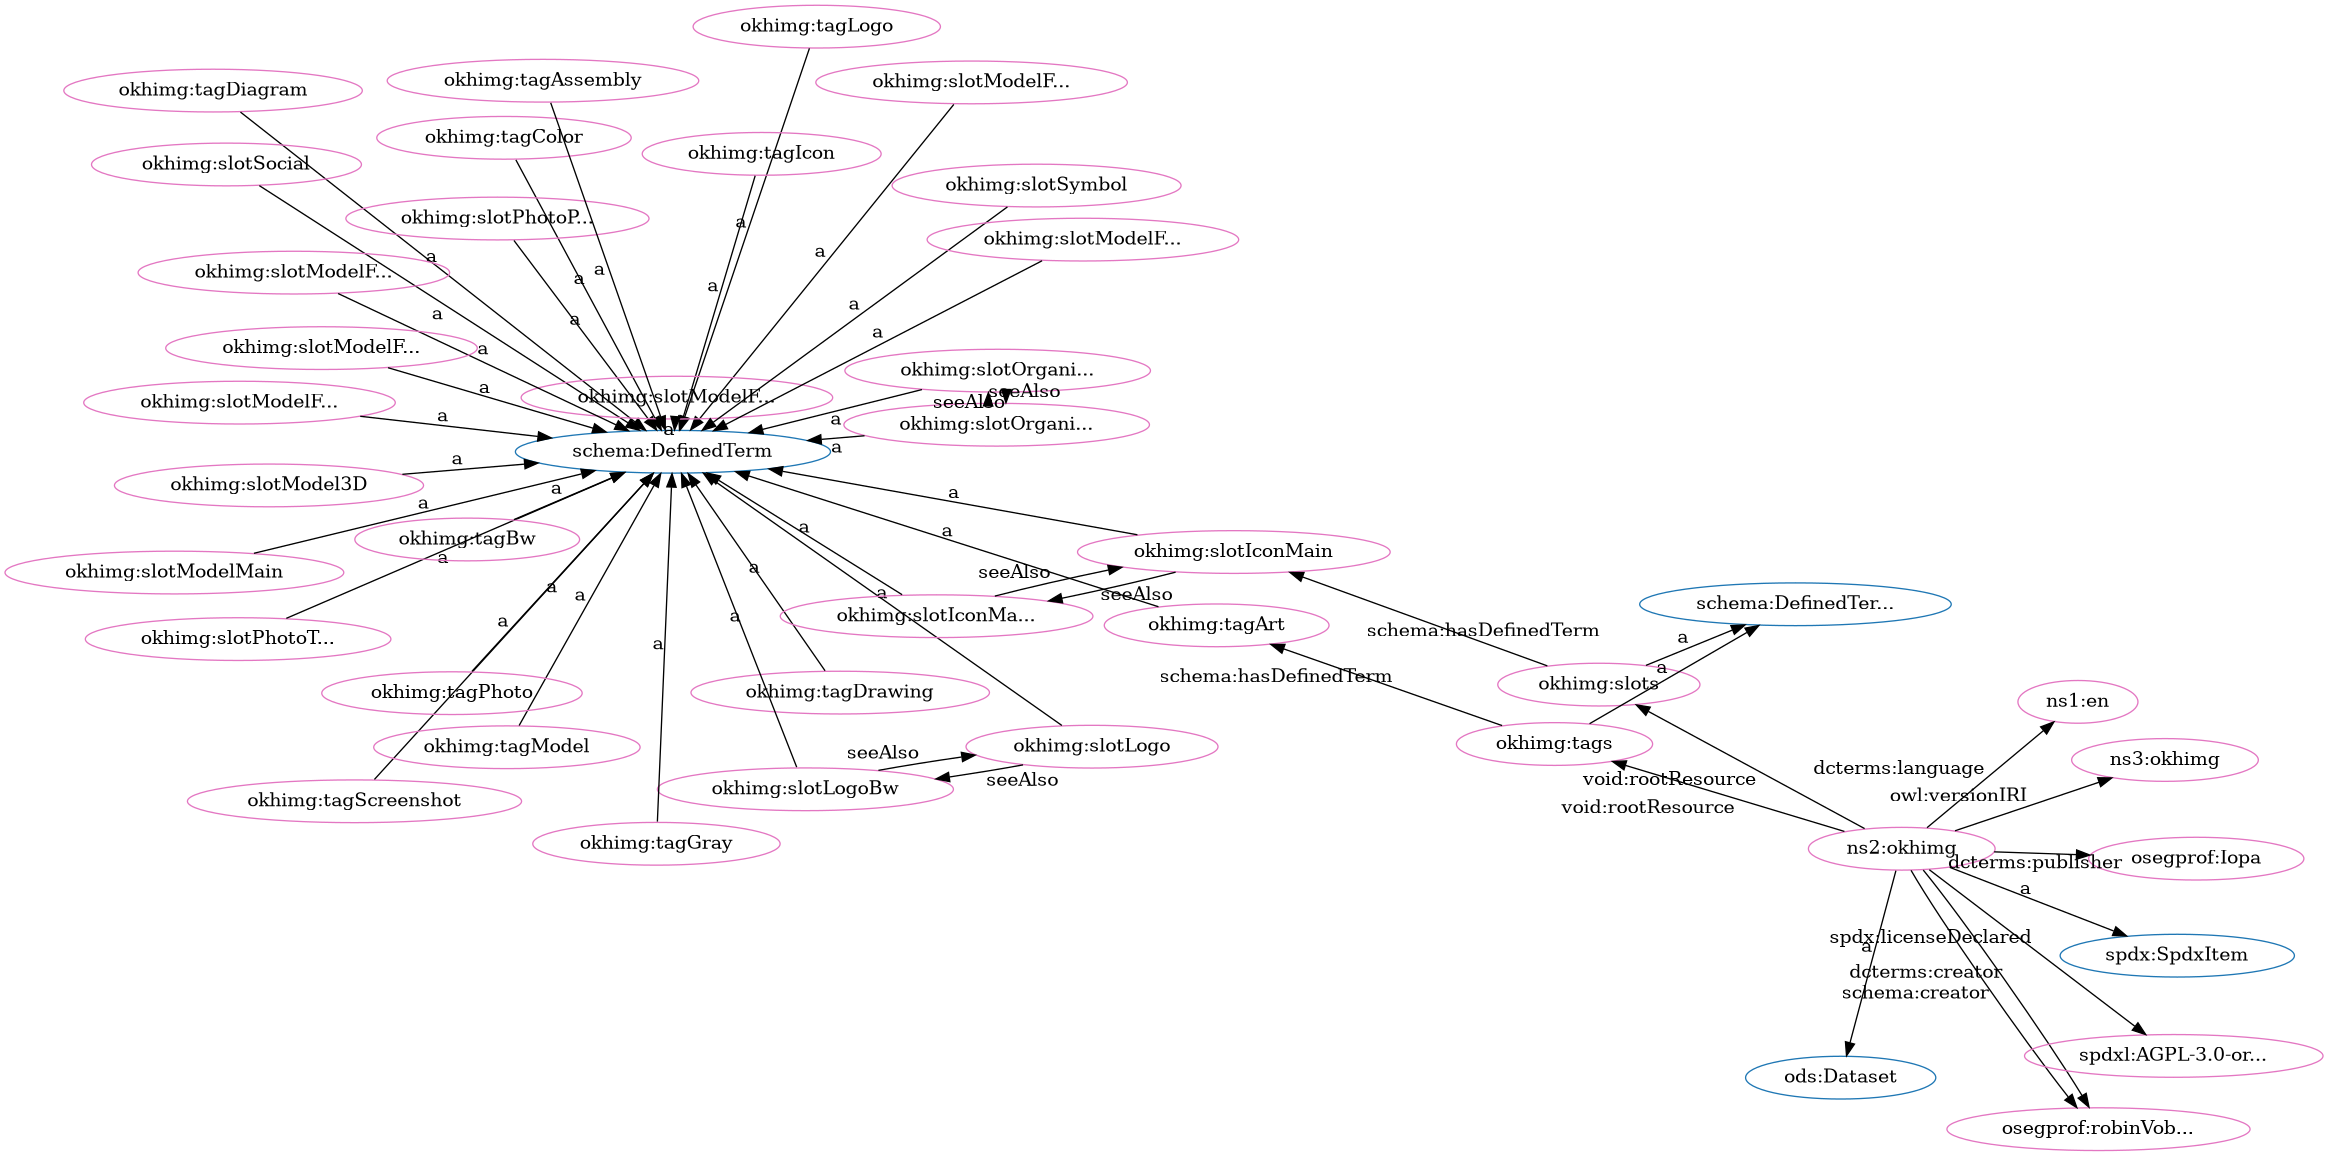 okhimg:tagLogo
okhimg:tagAssembly
okhimg:slotModelF...
okhimg:tagDiagram
okhimg:tagColor
okhimg:tagIcon
okhimg:slotSocial
okhimg:slotSymbol
okhimg:slotPhotoP...
a
okhimg:slotModelF...
a
a
okhimg:slotModelF...
a
a
a
a
a
a
a
okhimg:slotModelF...
a
okhimg:slotOrgani...
a
seeAlso
okhimg:slotModelF...
okhimg:slotModelF...
seeAlso
a
a
okhimg:slotOrgani...
a
schema:DefinedTerm
a
a
okhimg:slotModel3D
a
a
a
a
a
okhimg:tagBw
okhimg:slotIconMain
a
okhimg:slotModelMain
a
seeAlso
a
a
a
seeAlso
schema:DefinedTer...
okhimg:slotIconMa...
a
a
okhimg:tagArt
schema:hasDefinedTerm
okhimg:slotPhotoT...
a
a
a
schema:hasDefinedTerm
okhimg:slots
okhimg:tagPhoto
okhimg:tagDrawing
ns1:en
okhimg:tagModel
okhimg:slotLogo
okhimg:tags
seeAlso
ns3:okhimg
dcterms:language
seeAlso
void:rootResource
okhimg:slotLogoBw
owl:versionIRI
okhimg:tagScreenshot
void:rootResource
okhimg:tagGray
ns2:okhimg
osegprof:Iopa
dcterms:publisher
a
spdx:licenseDeclared
a
spdx:SpdxItem
dcterms:creator
schema:creator
spdxl:AGPL-3.0-or...
ods:Dataset
osegprof:robinVob...